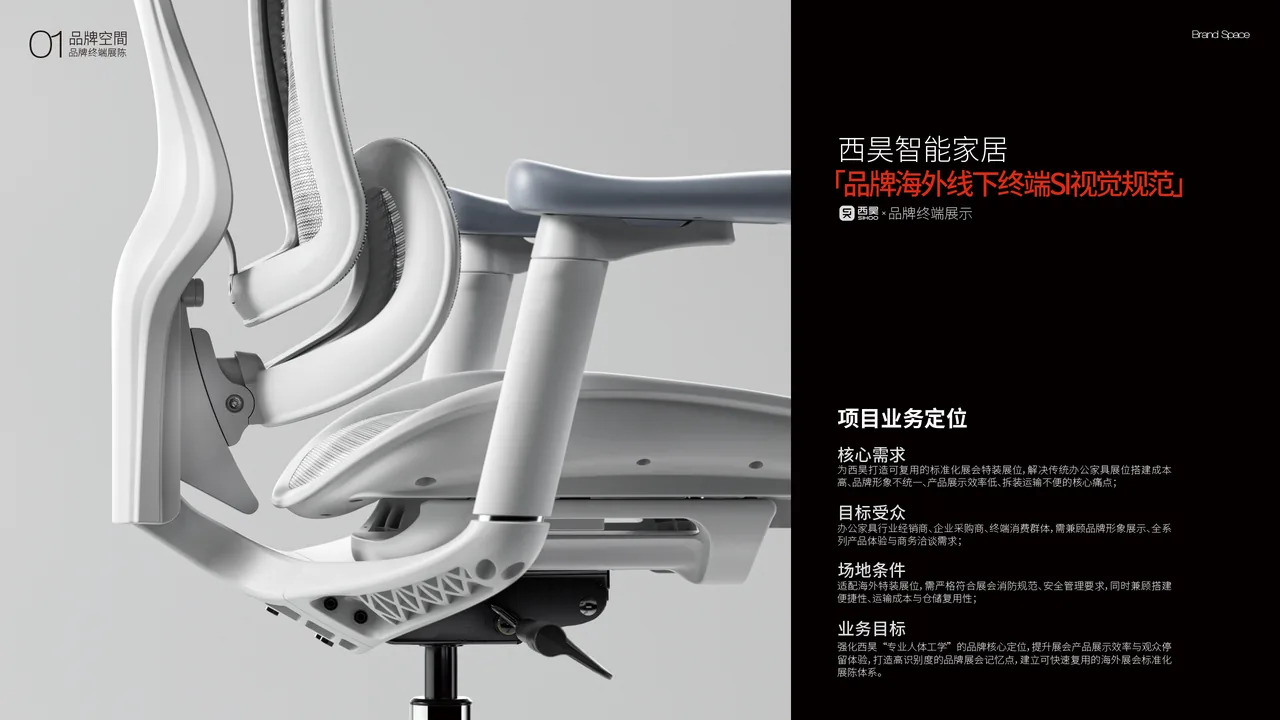 01 品牌空間
品牌终端展陈
Brand Space
西昊智能家居
「品牌海外线下终端SI视觉规范」
西昊 SIHOO × 品牌终端展示
项目业务定位
核心需求
为西昊打造可复用的标准化展会特装展位，解决传统办公家具展位搭建成本
高、品牌形象不统一、产品展示效率低、拆装运输不便的核心痛点；
目标受众
办公家具行业经销商、企业采购商、终端消费群体，需兼顾品牌形象展示、全系
列产品体验与商务洽谈需求；
场地条件
适配海外特装展位，需严格符合展会消防规范、安全管理要求，同时兼顾搭建
便捷性、运输成本与仓储复用性；
业务目标
强化西昊“专业人体工学”的品牌核心定位，提升展会产品展示效率与观众停
留体验，打造高识别度的品牌展会记忆点，建立可快速复用的海外展会标准化
展陈体系。